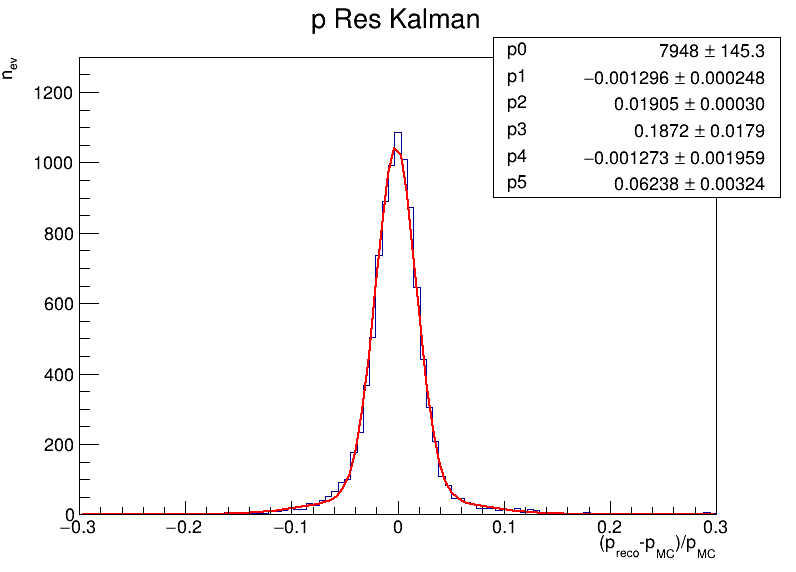 p Res Kalman
n_ev
p0 7948 ± 145.3
p1 −0.001296 ± 0.000248
p2 0.01905 ± 0.00030
p3 0.1872 ± 0.0179
p4 −0.001273 ± 0.001959
p5 0.06238 ± 0.00324
1200
1000
800
600
400
200
0
−0.3 −0.2 −0.1 0 0.1 0.2 0.3
(p_reco-p_MC)/p_MC